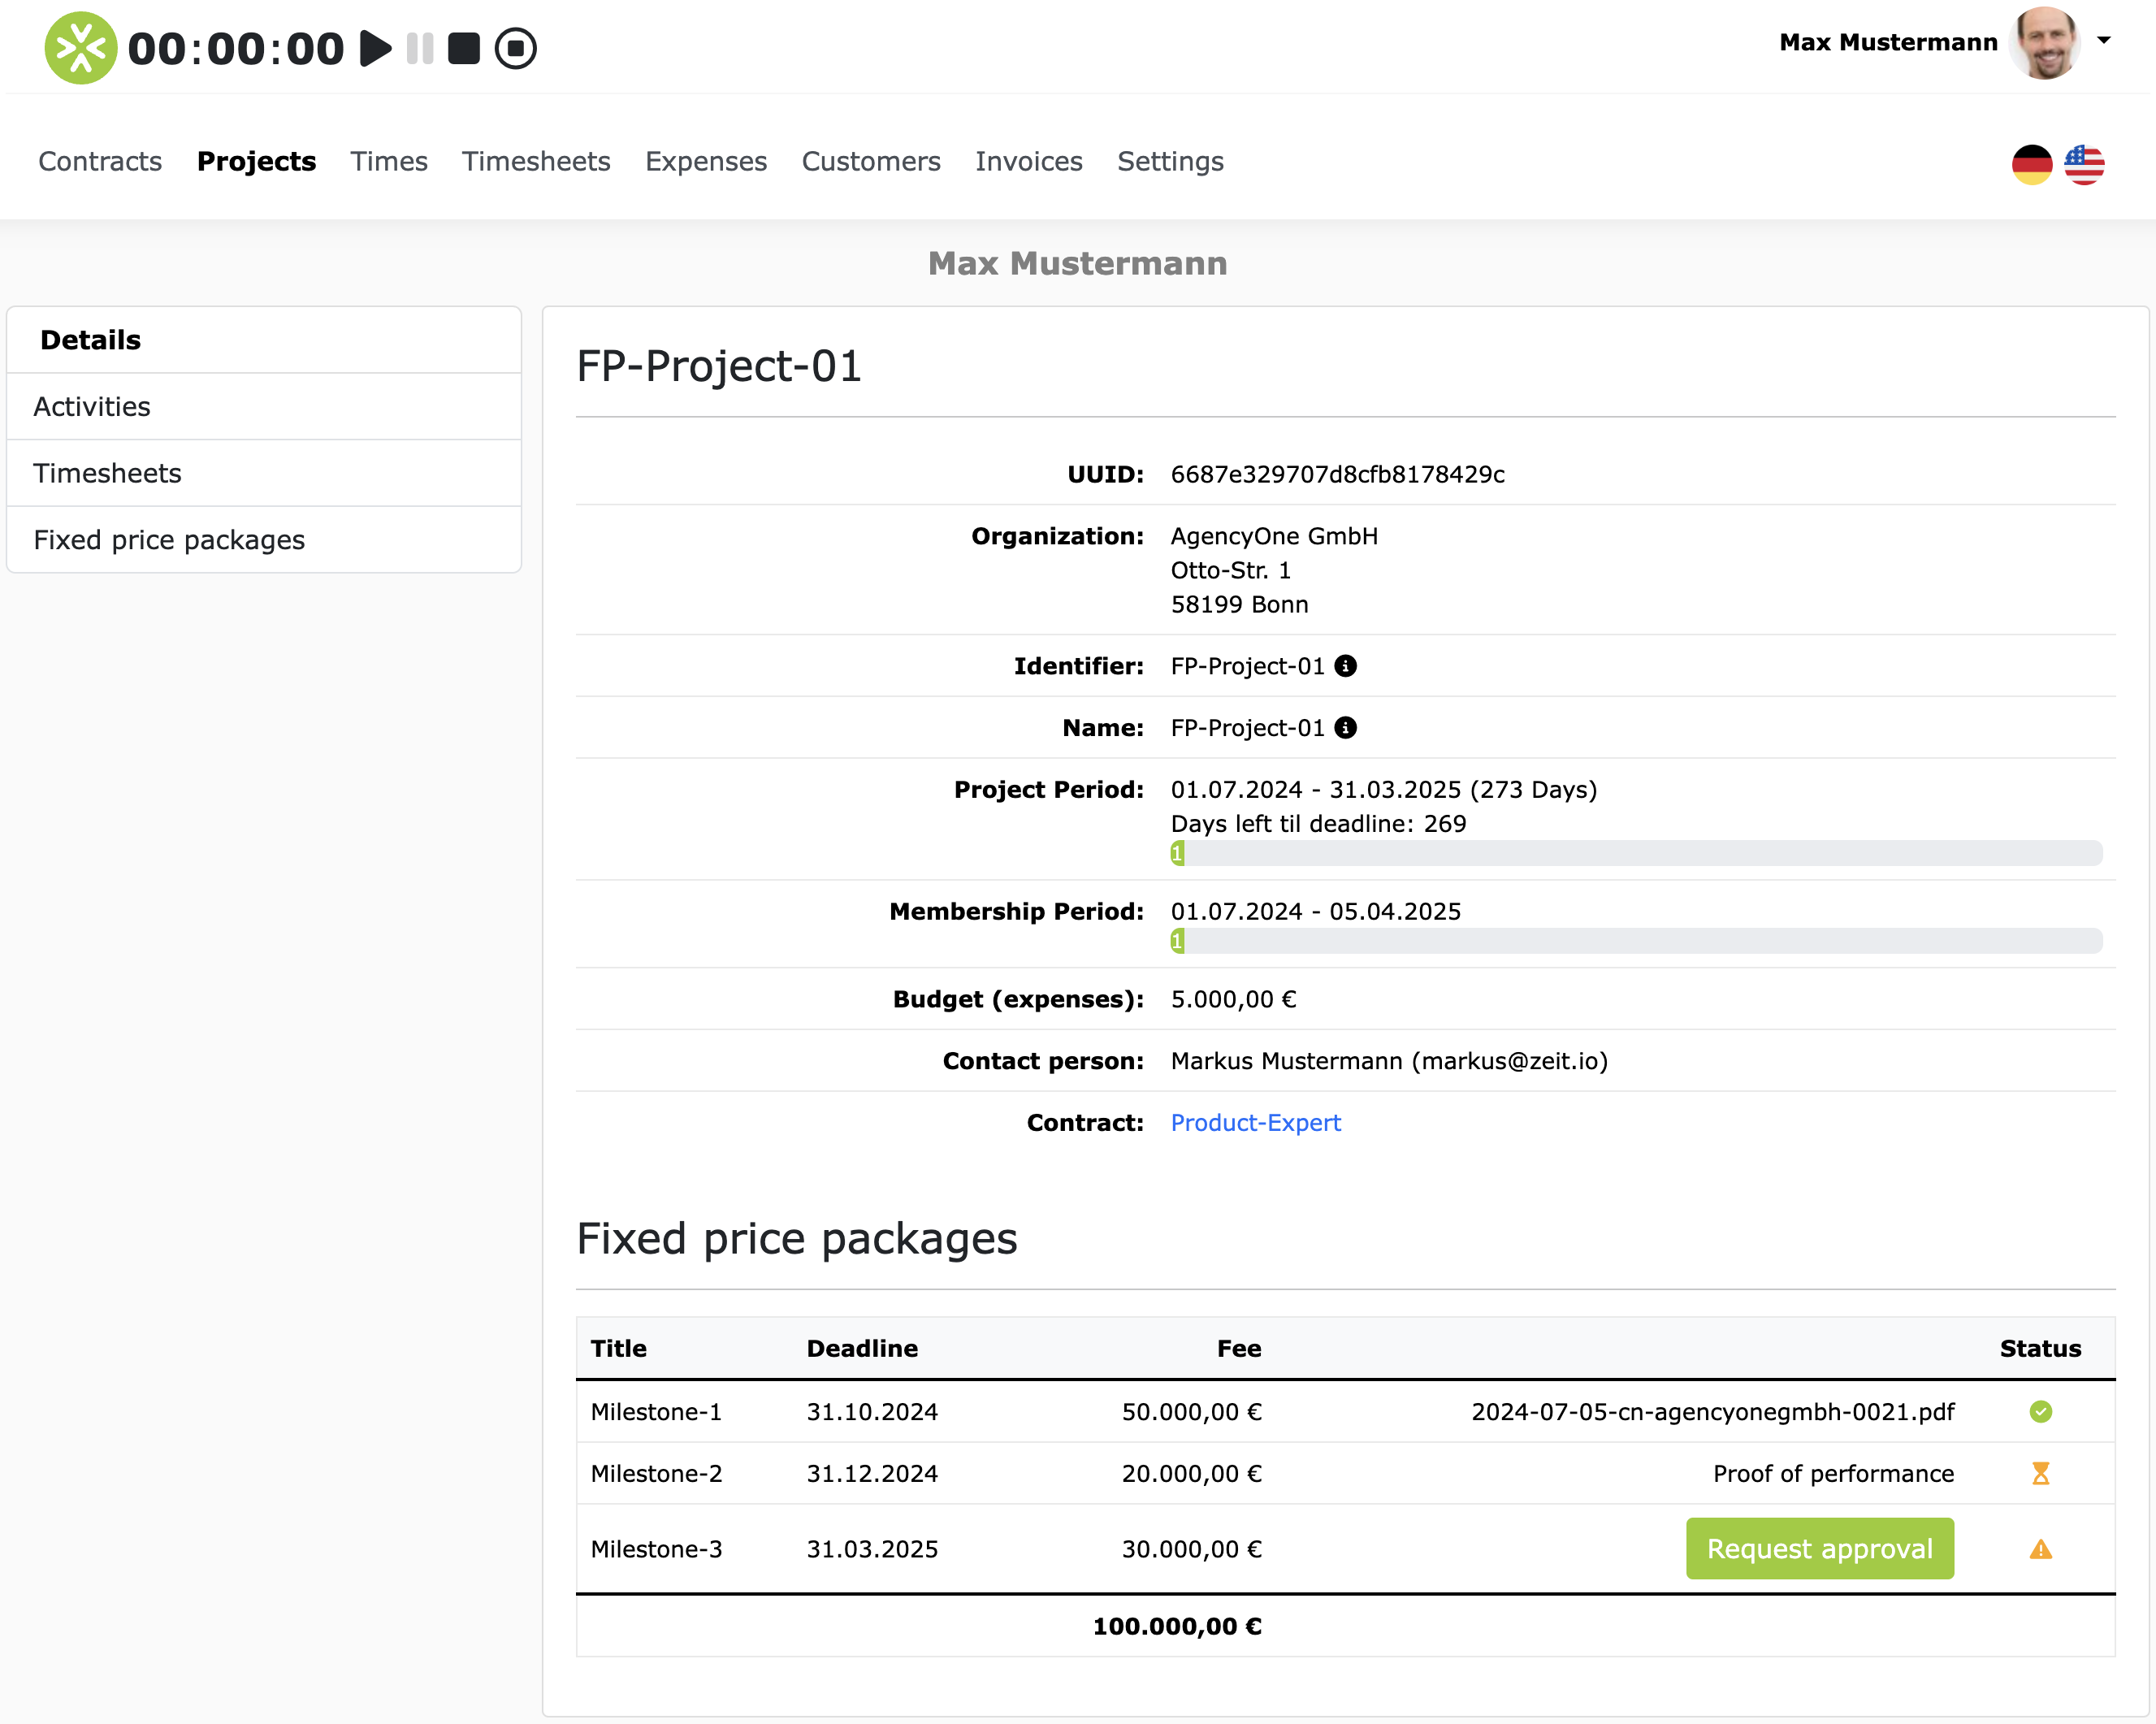 00:00:00
Max Mustermann
Contracts Projects Times Timesheets Expenses Customers Invoices Settings
Max Mustermann
Details
Activities
Timesheets
Fixed price packages
FP-Project-01
UUID: 6687e329707d8cfb8178429c
Organization: AgencyOne GmbH
Otto-Str. 1
58199 Bonn
Identifier: FP-Project-01
Name: FP-Project-01
Project Period: 01.07.2024 - 31.03.2025 (273 Days)
Days left til deadline: 269
1
Membership Period: 01.07.2024 - 05.04.2025
1
Budget (expenses): 5.000,00 €
Contact person: Markus Mustermann (markus@zeit.io)
Contract: Product-Expert
Fixed price packages
Title Deadline Fee Status
Milestone-1 31.10.2024 50.000,00 € 2024-07-05-cn-agencyonegmbh-0021.pdf
Milestone-2 31.12.2024 20.000,00 € Proof of performance
Milestone-3 31.03.2025 30.000,00 € Request approval
100.000,00 €